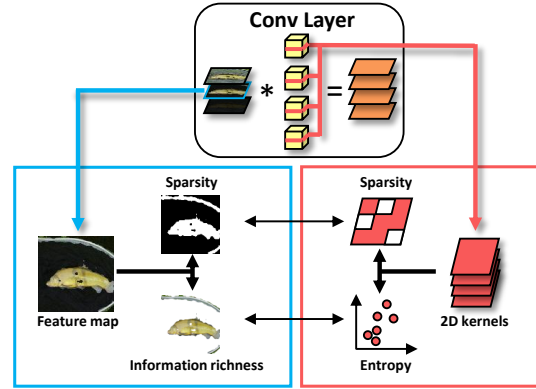 Conv Layer
* =
Sparsity
Sparsity
Feature map
2D kernels
Information richness
Entropy